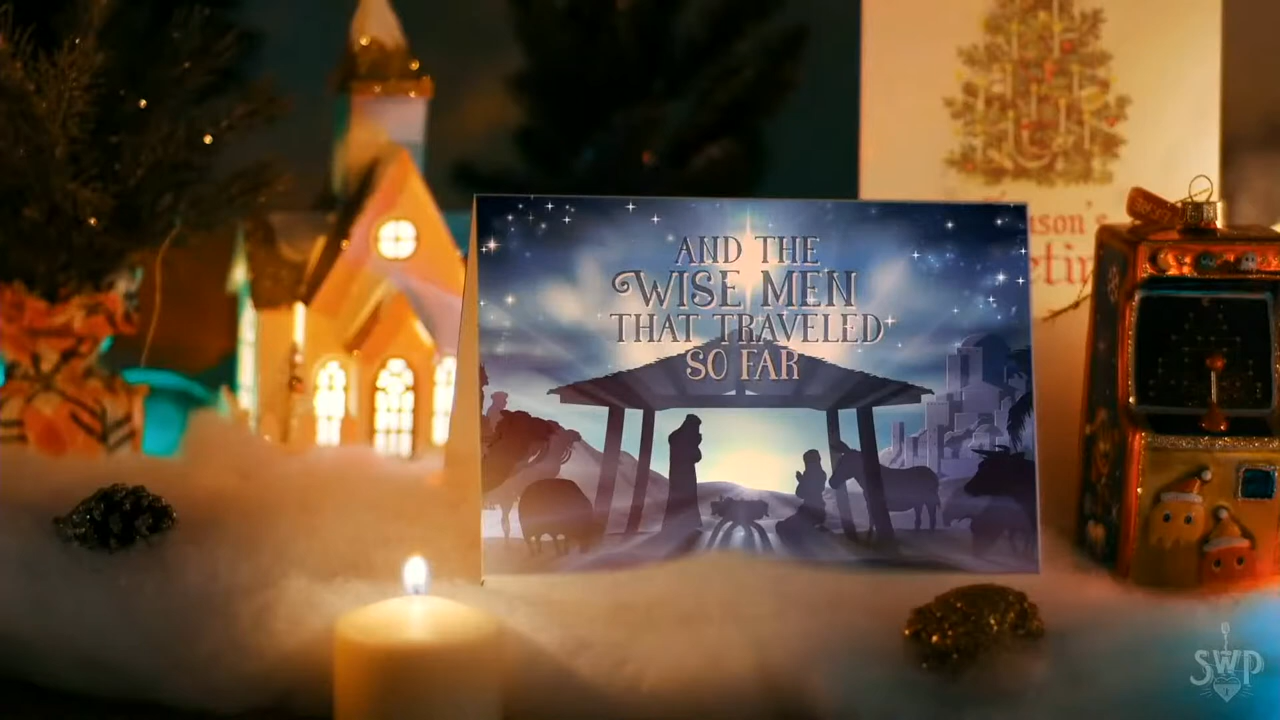 AND THE
WISE MEN
THAT TRAVELED
SO FAR
SWP